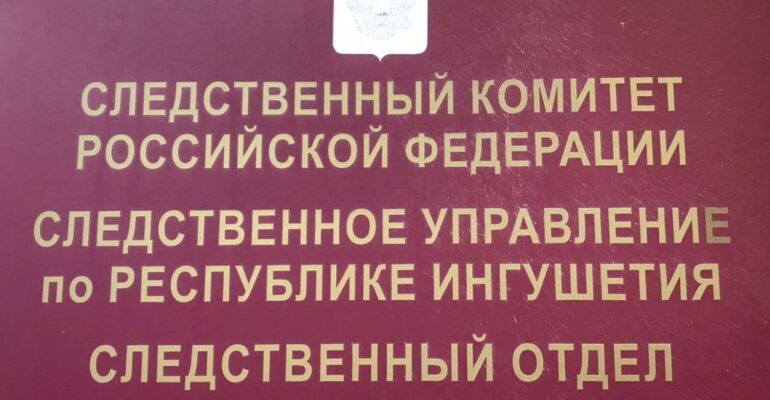 СЛЕДСТВЕННЫЙ КОМИТЕТ
РОССИЙСКОЙ ФЕДЕРАЦИИ
СЛЕДСТВЕННОЕ УПРАВЛЕНИЕ
по РЕСПУБЛИКЕ ИНГУШЕТИЯ
СЛЕДСТВЕННЫЙ ОТДЕЛ